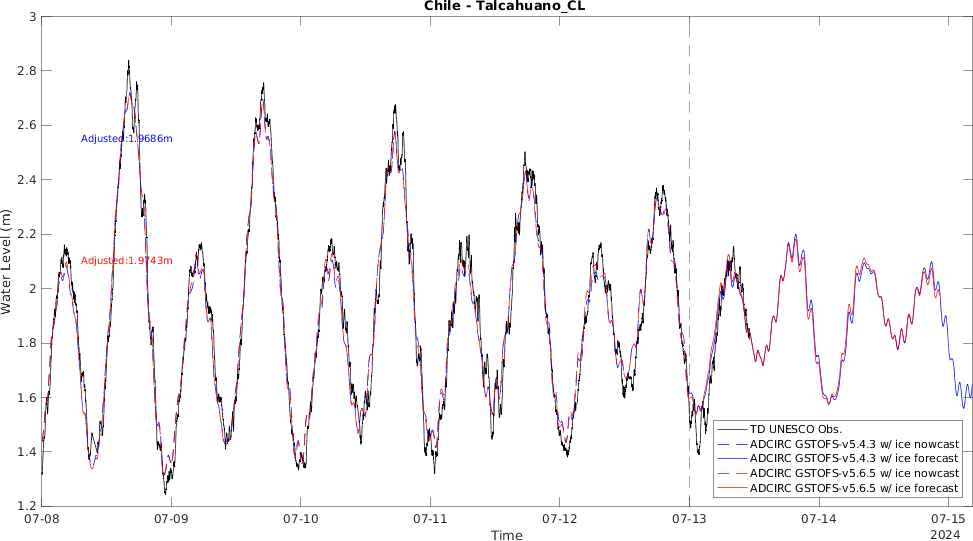 Chile - Talcahuano_CL
3
2.8
2.6
2.4
2.2
2
1.8
1.6
1.4
1.2
Water Level (m)
Adjusted:1.9686m
Adjusted:1.9743m
TD UNESCO Obs.
ADCIRC GSTOFS-v5.4.3 w/ ice nowcast
ADCIRC GSTOFS-v5.4.3 w/ ice forecast
ADCIRC GSTOFS-v5.6.5 w/ ice nowcast
ADCIRC GSTOFS-v5.6.5 w/ ice forecast
07-08 07-09 07-10 07-11 07-12 07-13 07-14 07-15
Time 2024